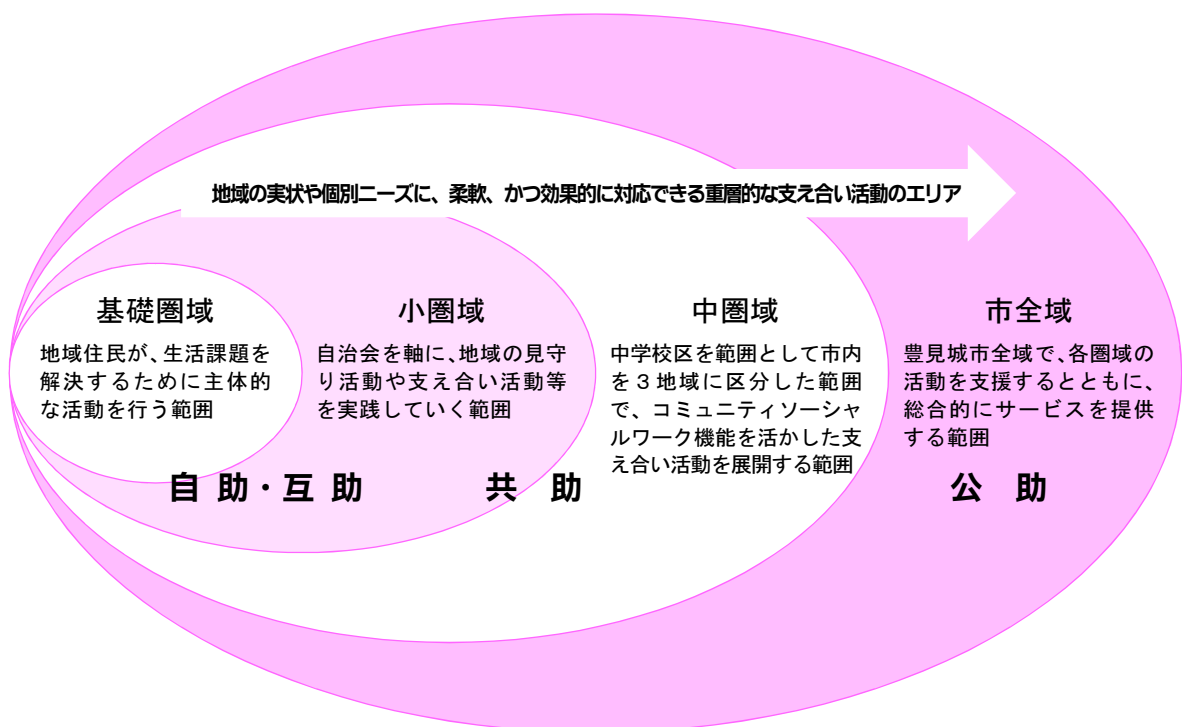 地域の実状や個別ニーズに、柔軟、かつ効果的に対応できる重層的な支え合い活動のエリア
基礎圏域
地域住民が、生活課題を
解決するために主体的
な活動を行う範囲
小圏域
自治会を軸に、地域の見守
り活動や支え合い活動等
を実践していく範囲
中圏域
中学校区を範囲として市内
を3地域に区分した範囲
で、コミュニティソーシャ
ルワーク機能を活かした支
え合い活動を展開する範囲
市全域
豊見城市全域で、各圏域の
活動を支援するとともに、
総合的にサービスを提供
する範囲
自助・互助
共助
公助